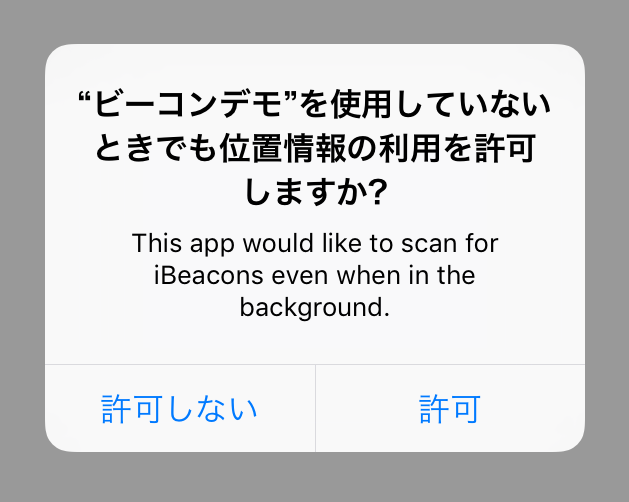 “ビーコンデモ”を使用していない
ときでも位置情報の利用を許可
しますか?
This app would like to scan for
iBeacons even when in the
background.
許可しない
許可